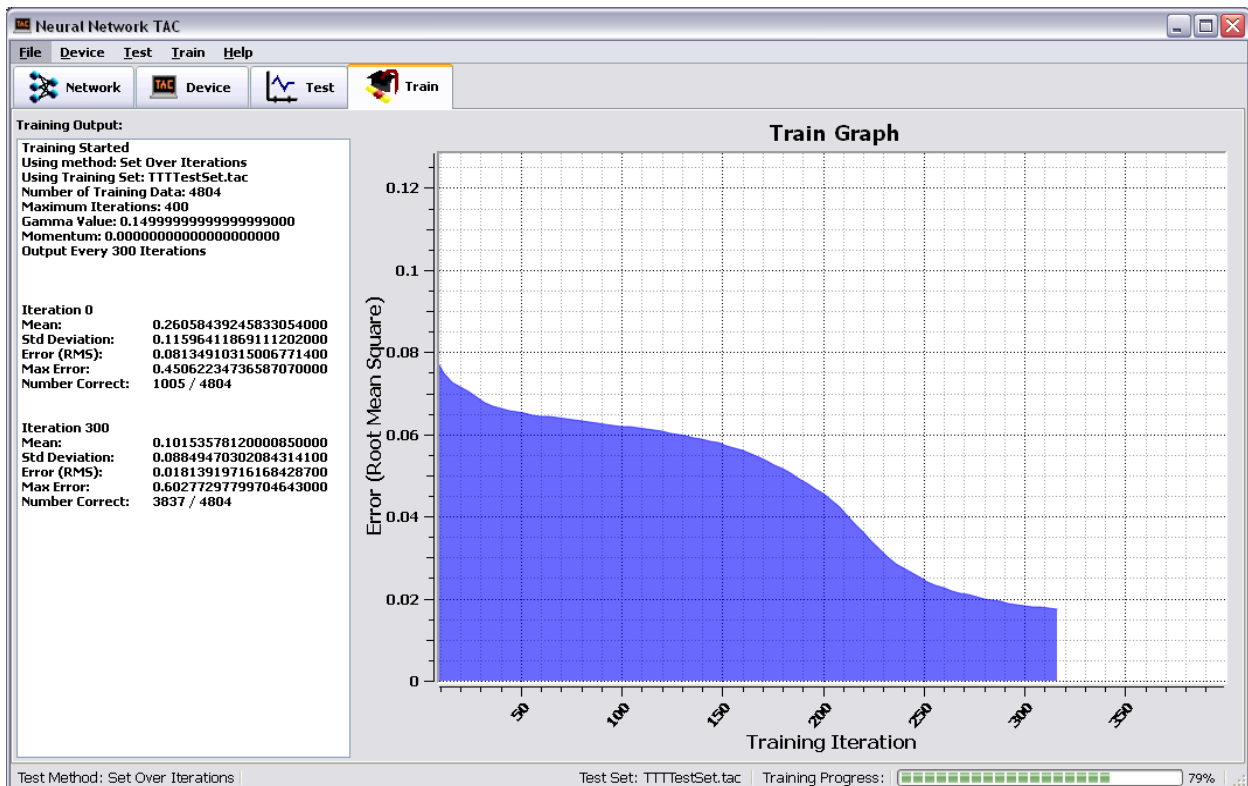 Neural Network TAC
File Device Test Train Help
Network Device Test Train
Training Output:
Training Started
Using method: Set Over Iterations
Using Training Set: TTTTestSet.tac
Number of Training Data: 4804
Maximum Iterations: 400
Gamma Value: 0.14999999999999999000
Momentum: 0.00000000000000000000
Output Every 300 Iterations
Iteration 0
Mean: 0.26058439245833054000
Std Deviation: 0.11596411869111202000
Error (RMS): 0.08134910315006771400
Max Error: 0.45062234736587070000
Number Correct: 1005 / 4804
Iteration 300
Mean: 0.10153578120000850000
Std Deviation: 0.08849470302084314100
Error (RMS): 0.01813919716168428700
Max Error: 0.60277297799704643000
Number Correct: 3837 / 4804
Train Graph
Error (Root Mean Square)
0.12
0.1
0.08
0.06
0.04
0.02
0
50 100 150 200 250 300 350
Training Iteration
Test Method: Set Over Iterations
Test Set: TTTTestSet.tac
Training Progress: 79%